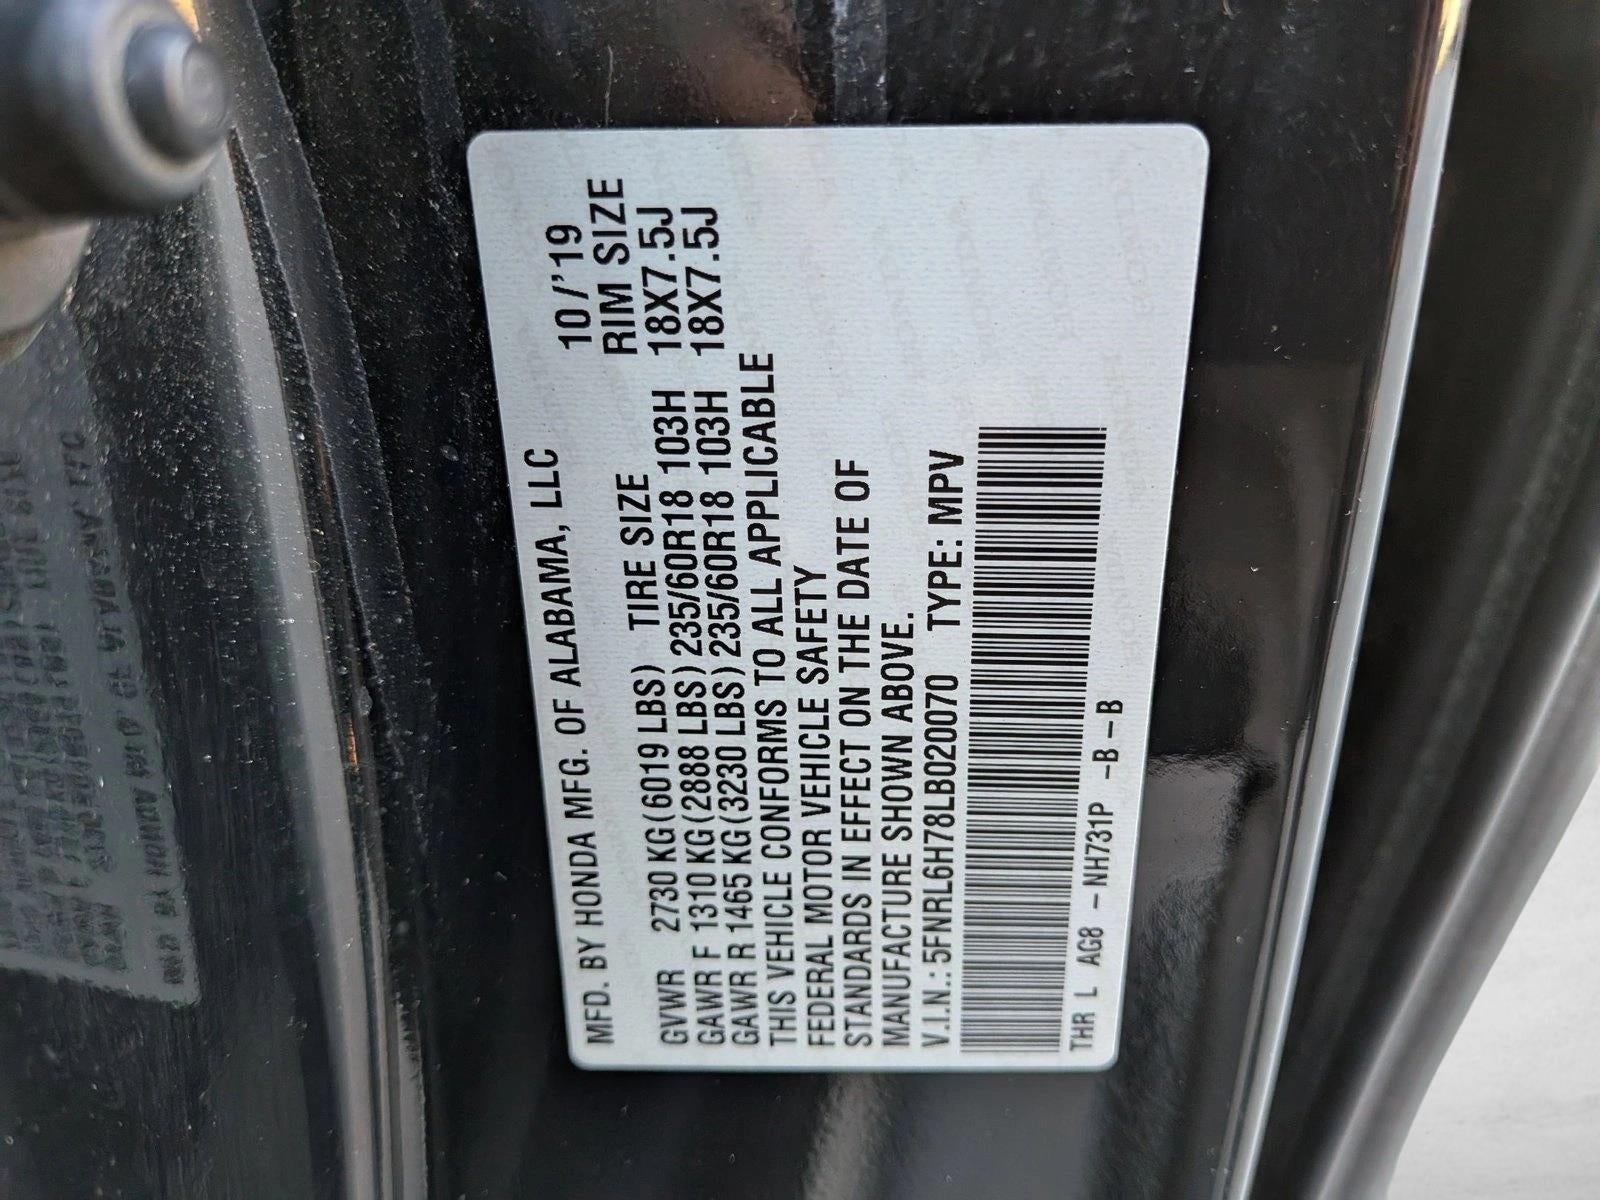 MFD. BY HONDA MFG. OF ALABAMA, LLC 10/'19
GVWR 2730 KG (6019 LBS) TIRE SIZE RIM SIZE
GAWR F 1310 KG (2888 LBS) 235/60R18 103H 18X7.5J
GAWR R 1465 KG (3230 LBS) 235/60R18 103H 18X7.5J
THIS VEHICLE CONFORMS TO ALL APPLICABLE
FEDERAL MOTOR VEHICLE SAFETY
STANDARDS IN EFFECT ON THE DATE OF
MANUFACTURE SHOWN ABOVE.
V.I.N.: 5FNRL6H78LB020070 TYPE: MPV
THR L AG8 - NH731P -B-B